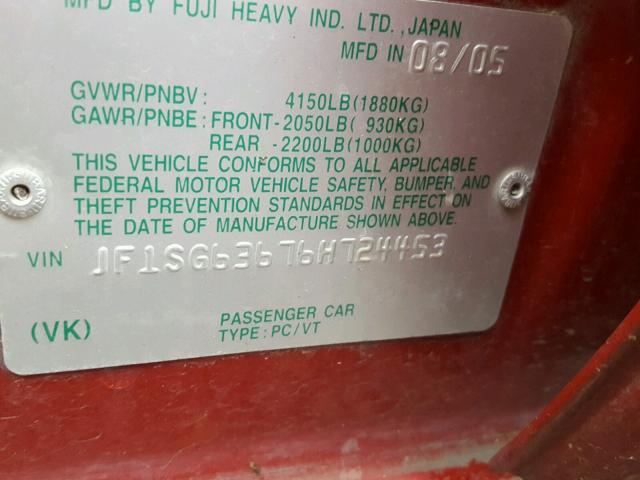 MFD BY FUJI HEAVY IND. LTD., JAPAN
MFD IN 08/05
GVWR/PNBV: 4150LB(1880KG)
GAWR/PNBE: FRONT-2050LB( 930KG)
REAR -2200LB(1000KG)
THIS VEHICLE CONFORMS TO ALL APPLICABLE
FEDERAL MOTOR VEHICLE SAFETY, BUMPER, AND
THEFT PREVENTION STANDARDS IN EFFECT ON
THE DATE OF MANUFACTURE SHOWN ABOVE.
VIN JF1SG63676H724453
(VK) PASSENGER CAR
TYPE: PC/VT